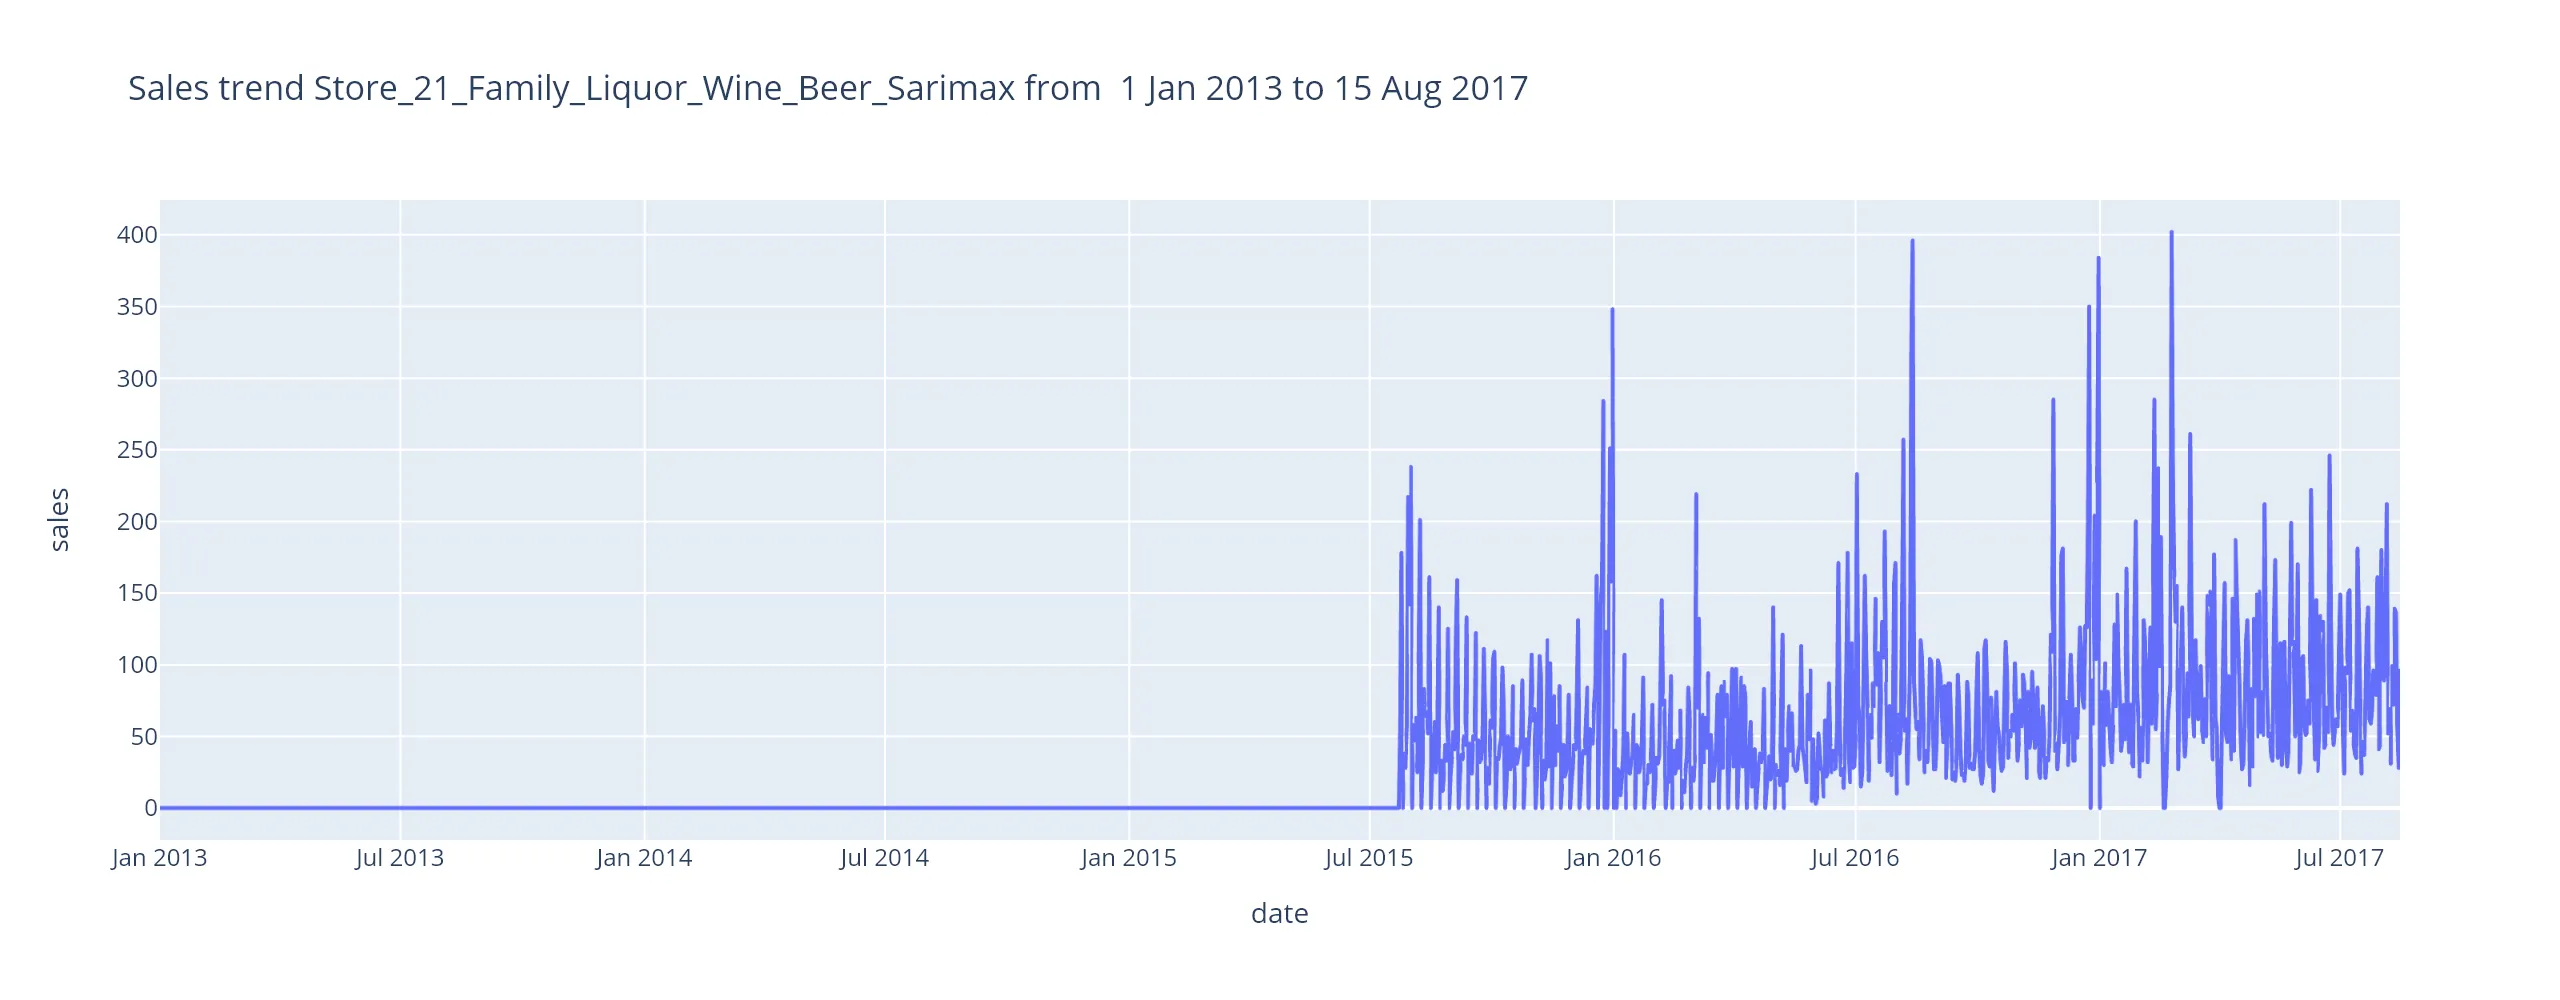 Sales trend Store_21_Family_Liquor_Wine_Beer_Sarimax from  1 Jan 2013 to 15 Aug 2017
400
350
300
250
200
150
100
50
0
sales
Jan 2013 Jul 2013 Jan 2014 Jul 2014 Jan 2015 Jul 2015 Jan 2016 Jul 2016 Jan 2017 Jul 2017
date